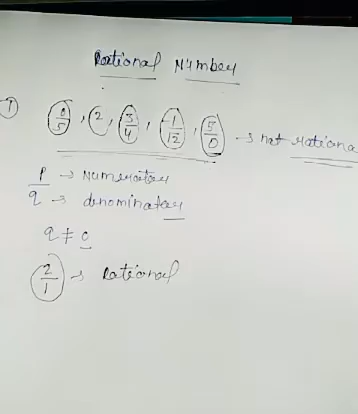 Rational Number
0/5, 2, 3/4, -1/12, 5/0 → not rationa
p → Numerator
q → denominator
q ≠ 0
2/1 → Rational